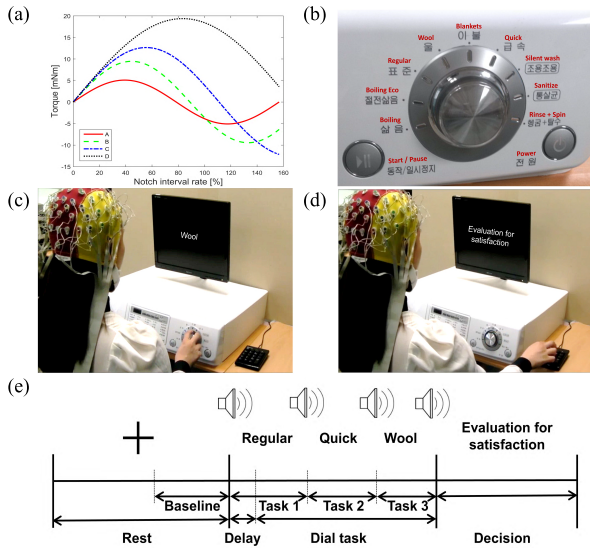 (a)
Torque [mNm]
20
15
10
5
0
-5
-10
-15
0
20
40
60
80
100
120
140
160
Notch interval rate [%]
A
B
C
D
(b)
Blankets
이불
Wool
울
Quick
급속
Regular
표준
Silent wash
조용조용
Boiling Eco
절전삶음
Sanitize
통살균
Boiling
삶음
Rinse + Spin
헹굼+탈수
Start / Pause
동작/일시정지
Power
전원
(c)
Wool
(d)
Evaluation for
satisfaction
(e)
Regular Quick Wool
Evaluation for
satisfaction
Baseline Task 1 Task 2 Task 3
Rest Delay Dial task Decision